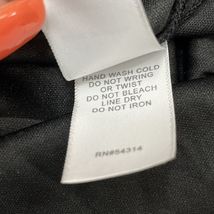 HAND WASH COLD
DO NOT WRING
OR TWIST
DO NOT BLEACH
LINE DRY
DO NOT IRON
RN#54314